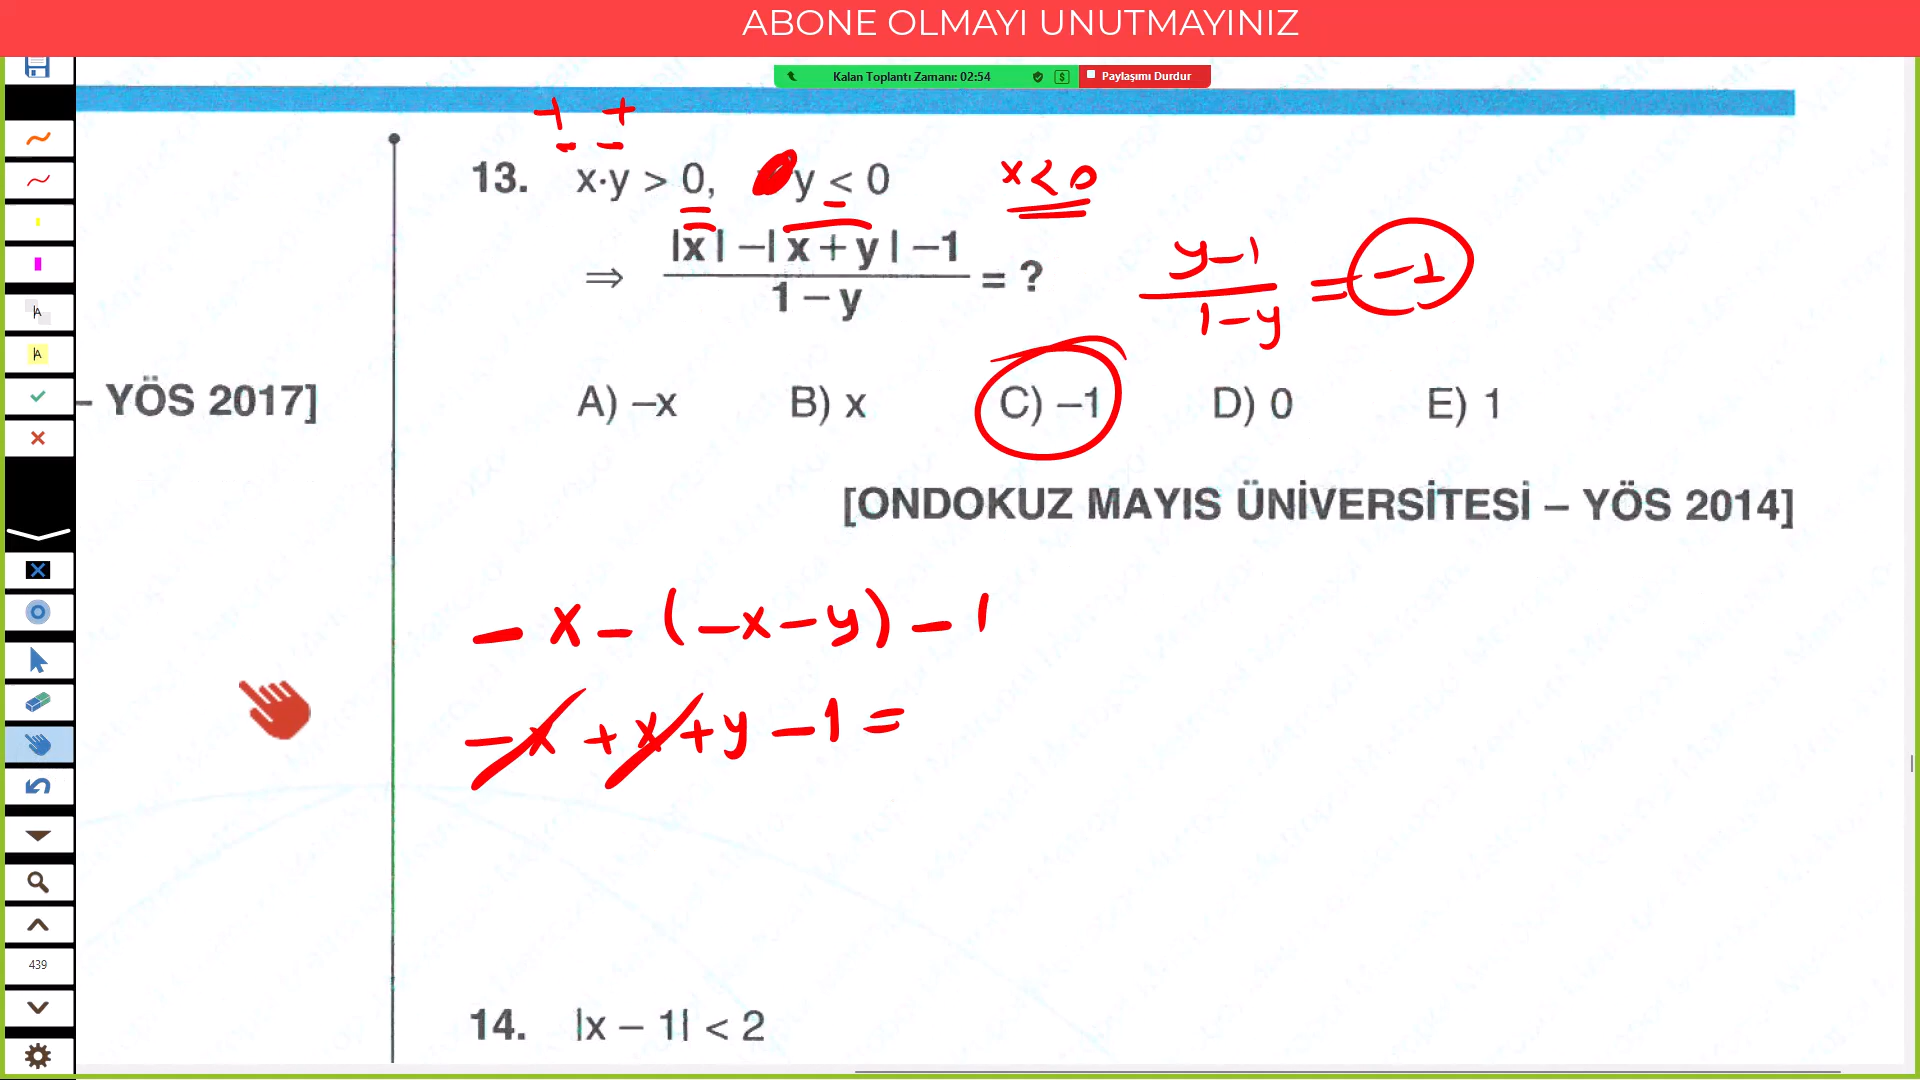 ABONE OLMAYI UNUTMAYINIZ
Kalan Toplantı Zamanı: 02:54
Paylaşımı Durdur
+ +
- -
13. x·y > 0, y < 0
x < 0
⇒ |x| –| x + y | –1 / 1 – y = ?
y – 1 / 1 – y = –1
A) –x B) x C) –1 D) 0 E) 1
– YÖS 2017]
[ONDOKUZ MAYIS ÜNİVERSİTESİ – YÖS 2014]
– x – (–x – y) – 1
– x + x + y – 1 =
14. |x – 1| < 2
439